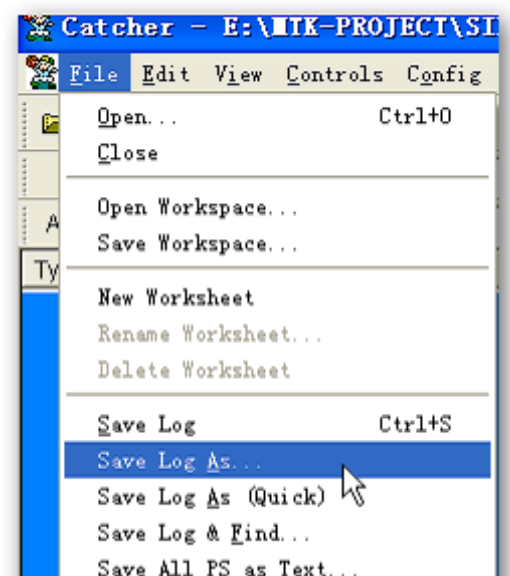 Catcher - E:\MTK-PROJECT\SI
File Edit View Controls Config
Open... Ctrl+O
Close
Open Workspace...
A
Save Workspace...
Ty
New Worksheet
Rename Worksheet...
Delete Worksheet
Save Log Ctrl+S
Save Log As...
Save Log As (Quick)
Save Log & Find...
Save All PS as Text...